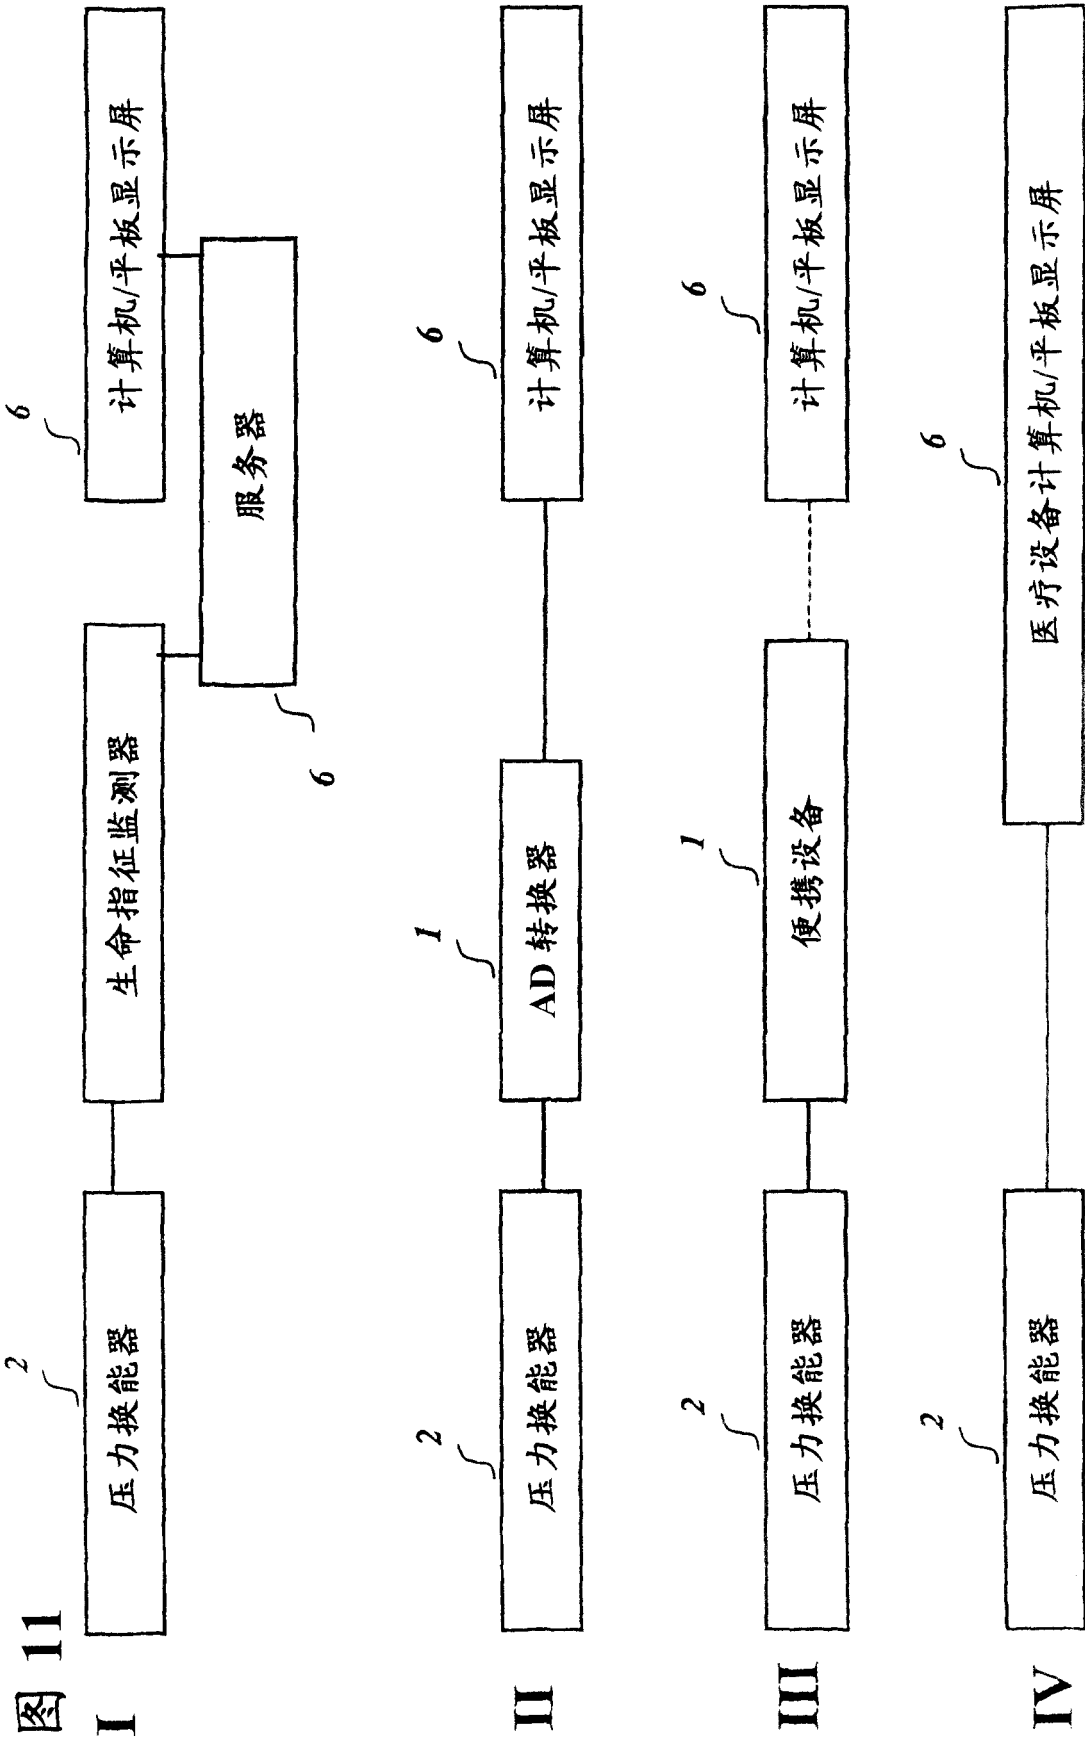 图 11
I
2
压力换能器
生命指征监测器
6
计算机/平板显示屏
6
服务器
II
2
压力换能器
1
AD 转换器
6
计算机/平板显示屏
III
2
压力换能器
1
便携设备
6
计算机/平板显示屏
IV
2
压力换能器
6
医疗设备计算机/平板显示屏